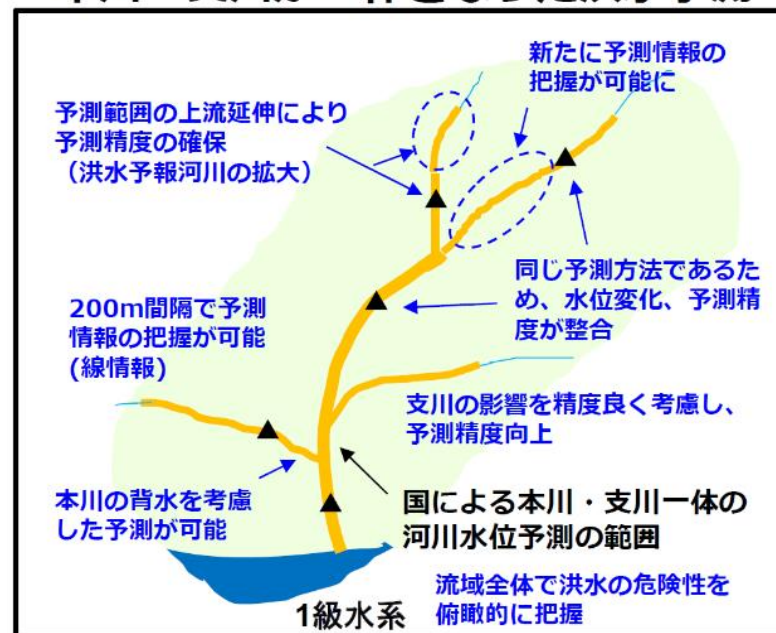 新たに予測情報の
把握が可能に
予測範囲の上流延伸により
予測精度の確保
（洪水予報河川の拡大）
同じ予測方法であるた
め、水位変化、予測精
度が整合
200m間隔で予測
情報の把握が可能
(線情報)
支川の影響を精度良く考慮し、
予測精度向上
本川の背水を考慮
した予測が可能
国による本川・支川一体の
河川水位予測の範囲
流域全体で洪水の危険性を
俯瞰的に把握
1級水系